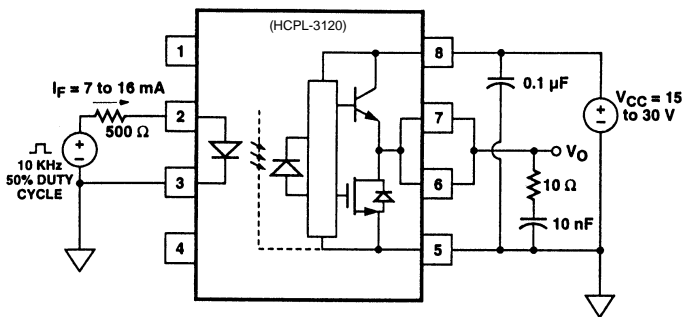 (HCPL-3120)
1
8
I_F = 7 to 16 mA
0.1 µF
2
7
V_CC = 15
to 30 V
+
−
500 Ω
+
−
V_O
10 KHz
50% DUTY
CYCLE
3
6
10 Ω
10 nF
4
5